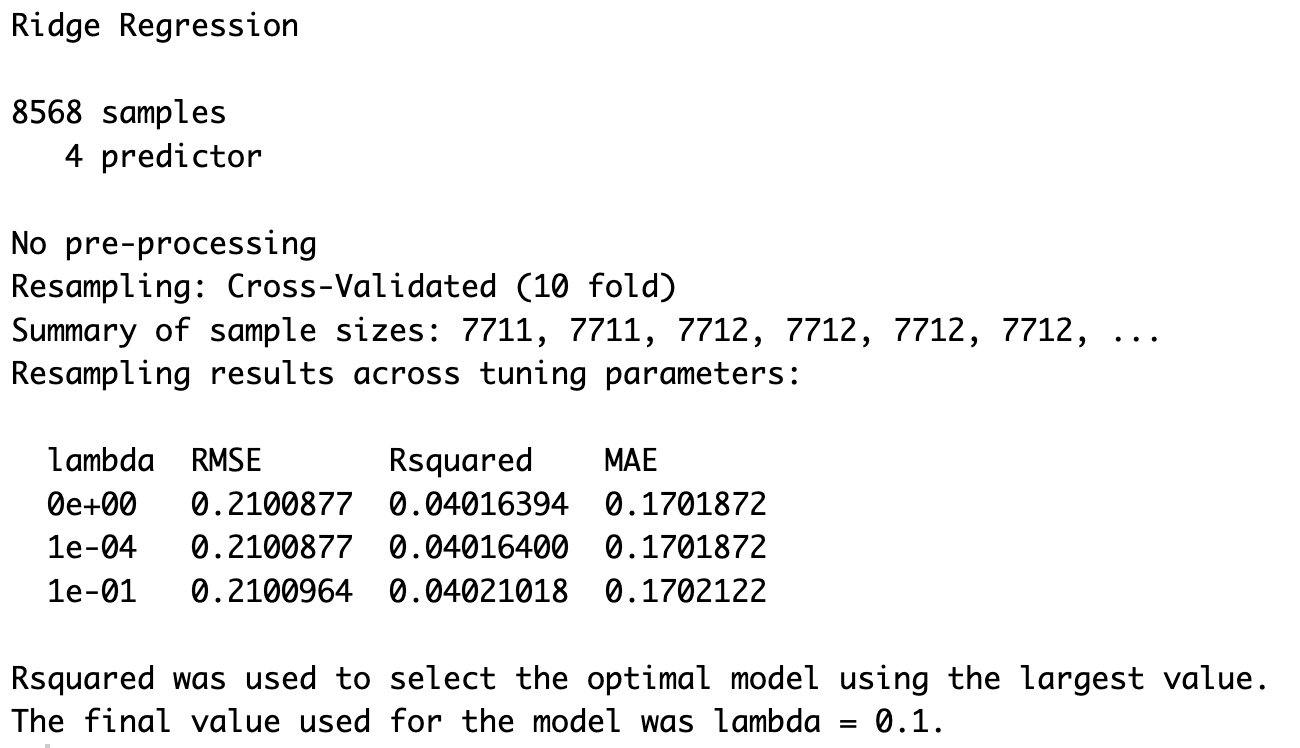 Ridge Regression
8568 samples
4 predictor
No pre-processing
Resampling: Cross-Validated (10 fold)
Summary of sample sizes: 7711, 7711, 7712, 7712, 7712, 7712, ...
Resampling results across tuning parameters:
lambda RMSE Rsquared MAE
0e+00 0.2100877 0.04016394 0.1701872
1e-04 0.2100877 0.04016400 0.1701872
1e-01 0.2100964 0.04021018 0.1702122
Rsquared was used to select the optimal model using the largest value.
The final value used for the model was lambda = 0.1.